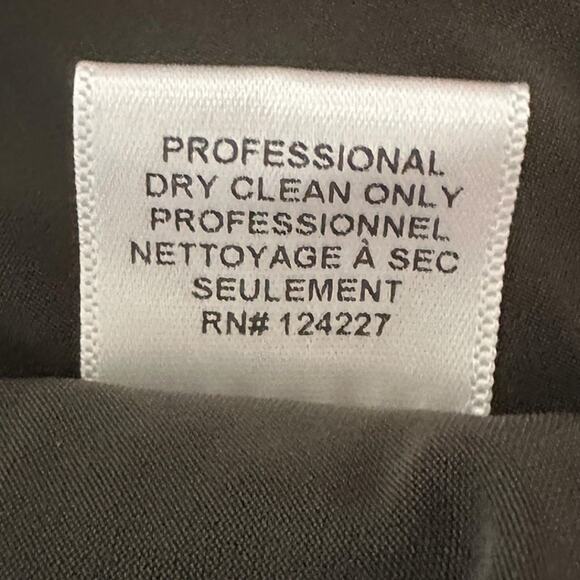 PROFESSIONAL
DRY CLEAN ONLY
PROFESSIONNEL
NETTOYAGE À SEC
SEULEMENT
RN# 124227